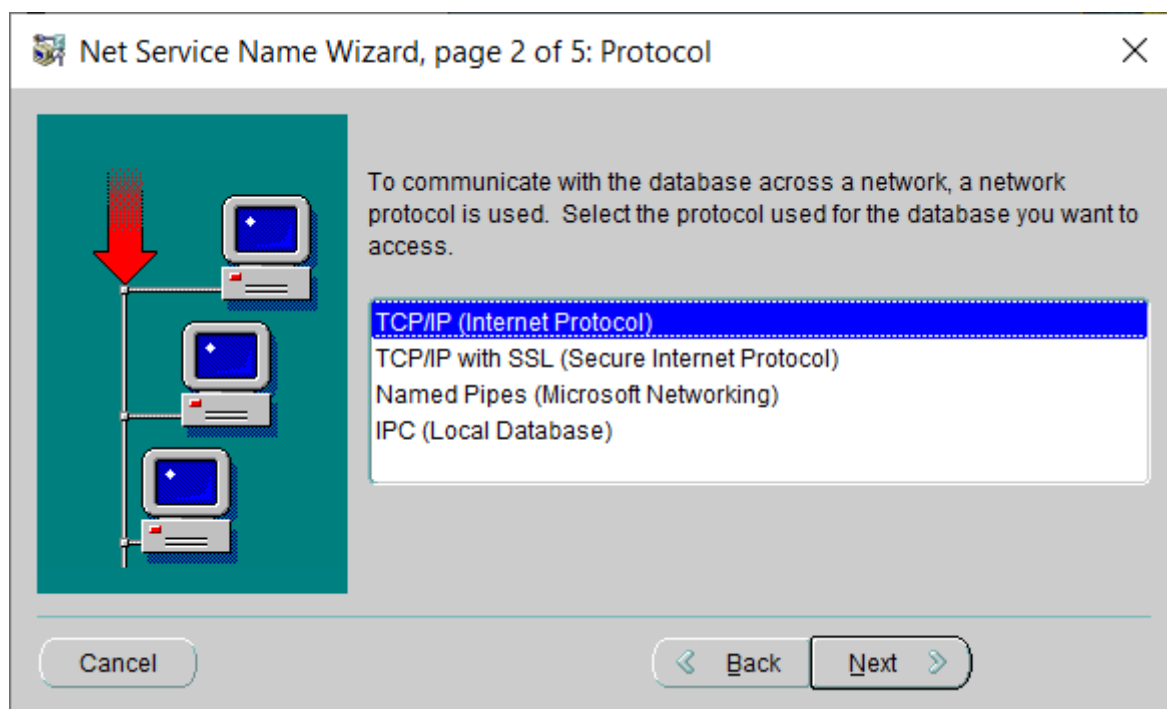 Net Service Name Wizard, page 2 of 5: Protocol
To communicate with the database across a network, a network
protocol is used.  Select the protocol used for the database you want to
access.
TCP/IP (Internet Protocol)
TCP/IP with SSL (Secure Internet Protocol)
Named Pipes (Microsoft Networking)
IPC (Local Database)
Cancel
Back
Next